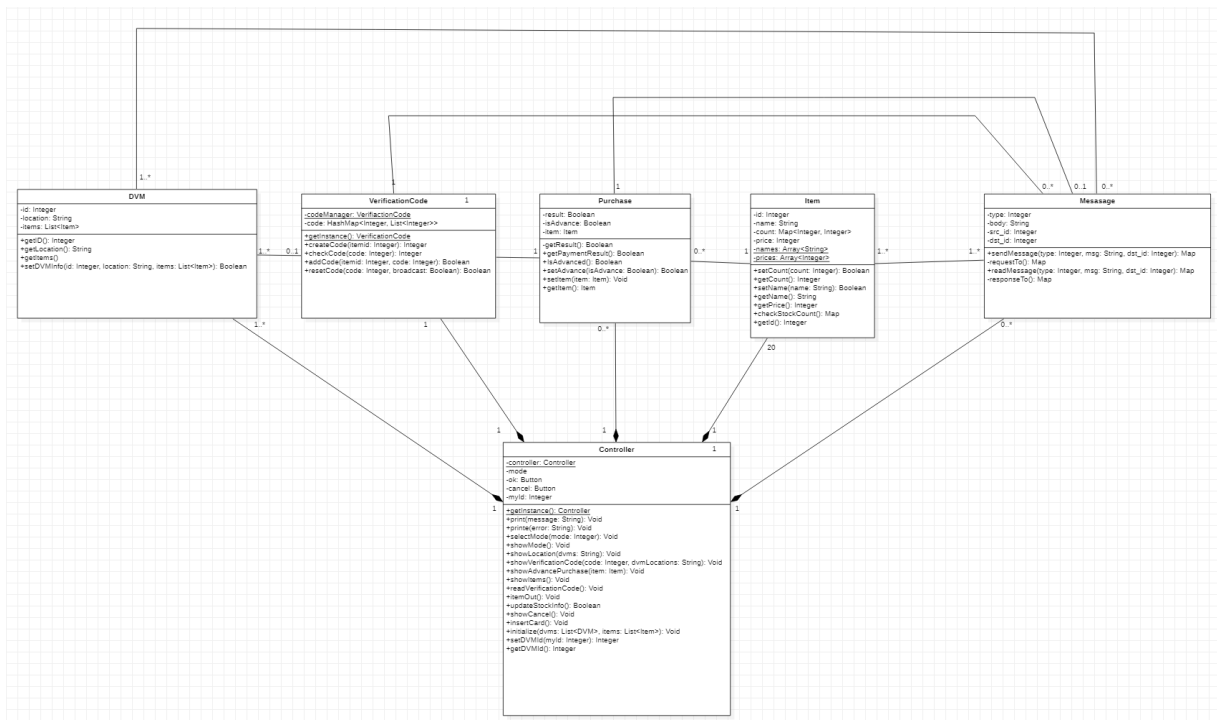 1..*
1
1
1
0..*
0..1
0..*
DVM
-id: Integer
-location: String
-items: List<Item>
+getID(): Integer
+getLocation(): String
+getItems()
+setDVMInfo(id: Integer, location: String, items: List<Item>): Boolean
1..*
0..1
VerificationCode
-codeManager: VerifiactionCode
-code: HashMap<Integer, List<Integer>>
+getInstance(): VerificationCode
+createCode(itemid: Integer): Integer
+checkCode(code: Integer): Integer
+addCode(itemid: Integer, code: Integer): Boolean
+resetCode(code: Integer, broadcast: Boolean): Boolean
1
1
Purchase
-result: Boolean
-isAdvance: Boolean
-item: Item
-getResult(): Boolean
+getPaymentResult(): Boolean
+isAdvanced(): Boolean
+setAdvance(isAdvance: Boolean): Boolean
+setItem(item: Item): Void
+getItem(): Item
0..*
1
Item
-id: Integer
-name: String
-count: Map<Integer, Integer>
-price: Integer
-names: Array<String>
-prices: Array<Integer>
+setCount(count: Integer): Boolean
+getCount(): Integer
+setName(name: String): Boolean
+getName(): String
+getPrice(): Integer
+checkStockCount(): Map
+getId(): Integer
1..*
1..*
Mesasage
-type: Integer
-body: String
-src_id: Integer
-dst_id: Integer
+sendMessage(type: Integer, msg: String, dst_id: Integer): Map
-requestTo(): Map
+readMessage(type: Integer, msg: String, dst_id: Integer): Map
-responseTo(): Map
1..*
1
0..*
20
0..*
1
1
1
1
1
Controller
1
-controller: Controller
-mode
-ok: Button
-cancel: Button
-myId: Integer
+getInstance(): Controller
+print(message: String): Void
+printe(error: String): Void
+selectMode(mode: Integer): Void
+showMode(): Void
+showLocation(dvms: String): Void
+showVerificationCode(code: Integer, dvmLocations: String): Void
+showAdvancePurchase(item: Item): Void
+showItems(): Void
+readVerificationCode(): Void
+itemOut(): Void
+updateStockInfo(): Boolean
+showCancel(): Void
+insertCard(): Void
+initialize(dvms: List<DVM>, items: List<Item>): Void
+setDVMId(myId: Integer): Integer
+getDVMId(): Integer